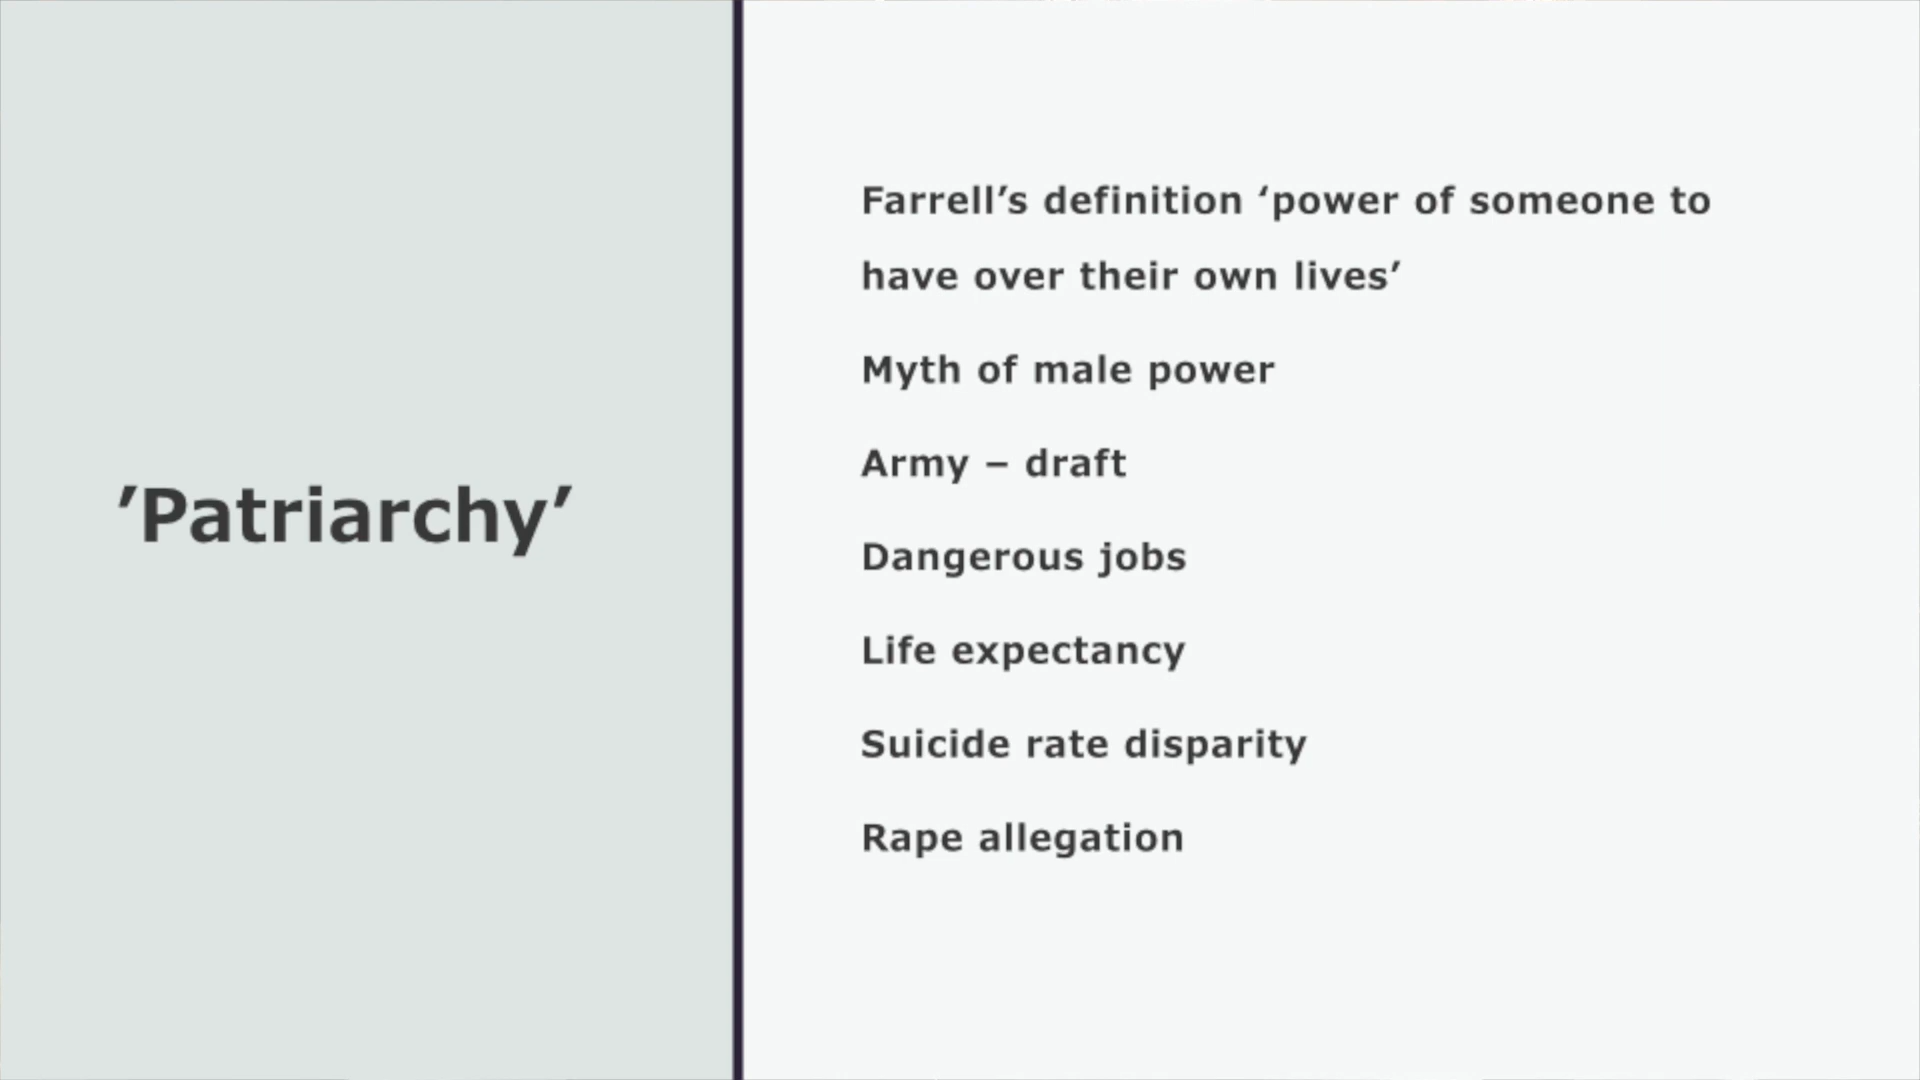 ’Patriarchy’
Farrell’s definition ‘power of someone to
have over their own lives’
Myth of male power
Army – draft
Dangerous jobs
Life expectancy
Suicide rate disparity
Rape allegation